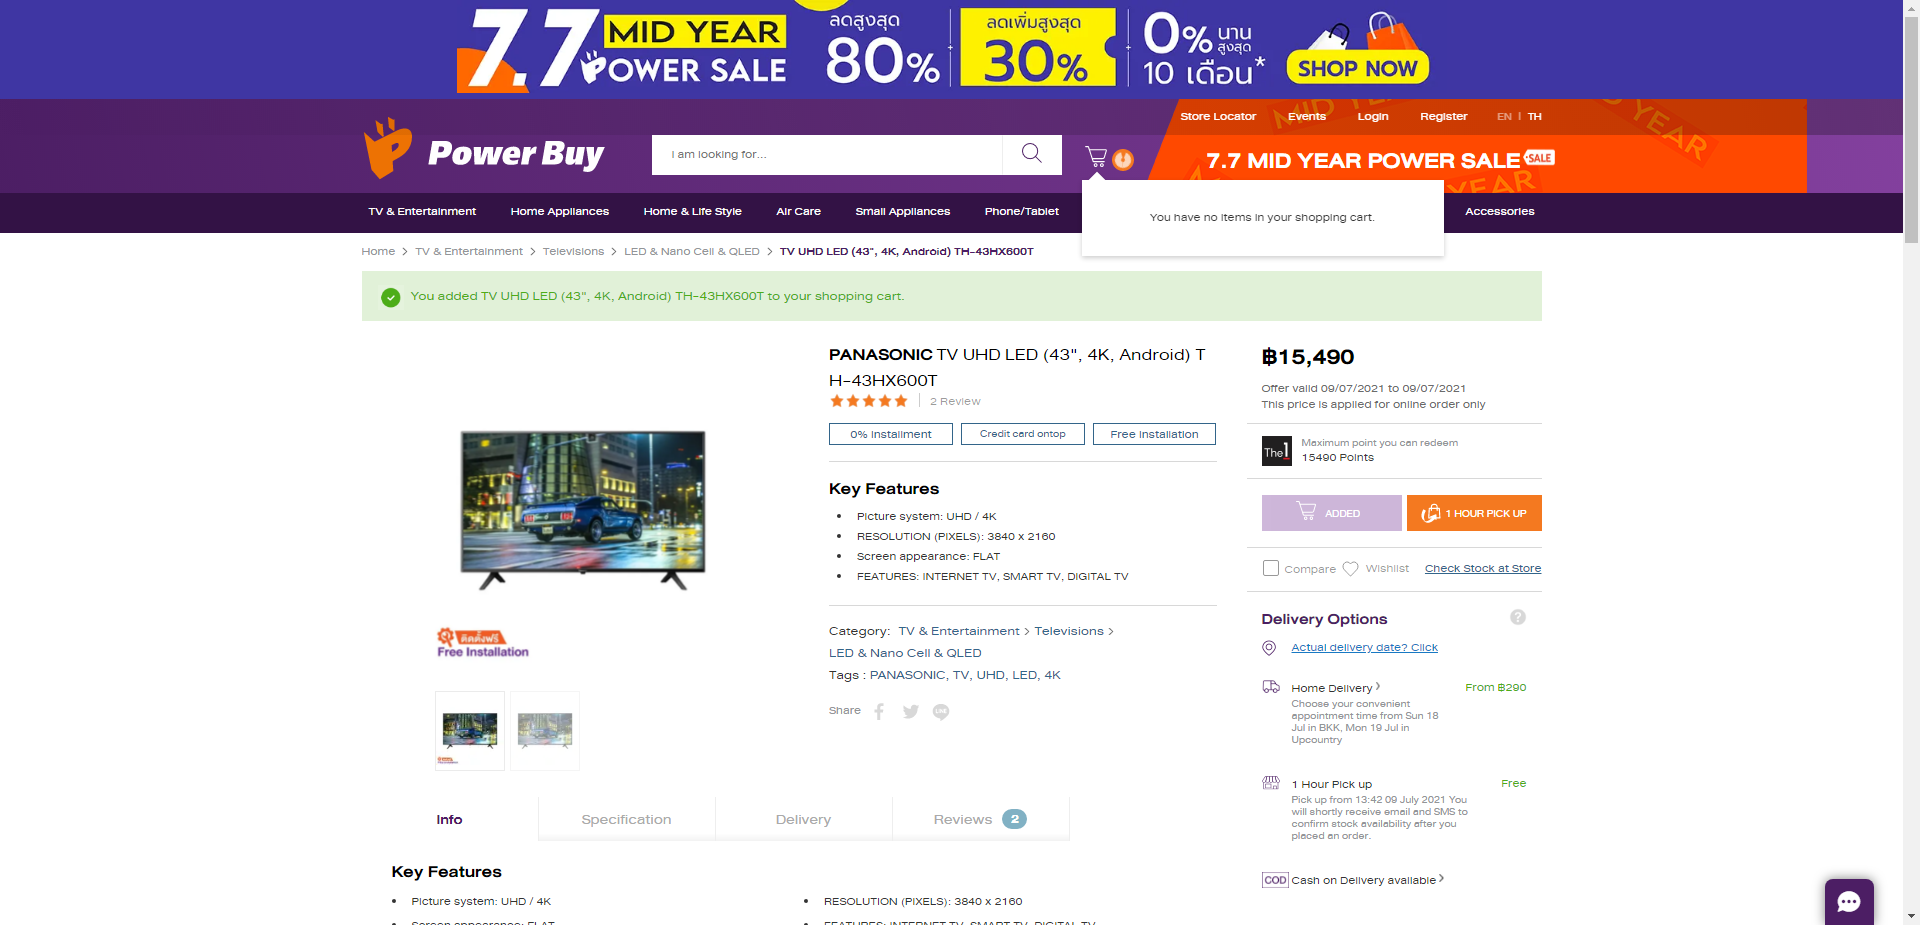 7.7 MID YEAR
POWER SALE
ลดสูงสุด
80%
ลดเพิ่มสูงสุด
30%
0% นาน
สูงสุด
10 เดือน*
SHOP NOW
Store Locator
Events
Login
Register
EN | TH
Power Buy
I am looking for...
7.7 MID YEAR POWER SALE SALE
MID YEAR
YEAR
TV & Entertainment
Home Appliances
Home & Life Style
Air Care
Small Appliances
Phone/Tablet
Accessories
You have no items in your shopping cart.
Home > TV & Entertainment > Televisions > LED & Nano Cell & QLED > TV UHD LED (43", 4K, Android) TH-43HX600T
You added TV UHD LED (43", 4K, Android) TH-43HX600T to your shopping cart.
PANASONIC TV UHD LED (43", 4K, Android) T
H-43HX600T
2 Review
0% Installment
Credit card ontop
Free Installation
Key Features
• Picture system: UHD / 4K
• RESOLUTION (PIXELS): 3840 x 2160
• Screen appearance: FLAT
• FEATURES: INTERNET TV, SMART TV, DIGITAL TV
Category: TV & Entertainment > Televisions >
LED & Nano Cell & QLED
Tags : PANASONIC, TV, UHD, LED, 4K
Share
LINE
ติดตั้งฟรี
Free Installation
฿15,490
Offer valid 09/07/2021 to 09/07/2021
This price is applied for online order only
The1
Maximum point you can redeem
15490 Points
ADDED
1 HOUR PICK UP
Compare
Wishlist
Check Stock at Store
Delivery Options
?
Actual delivery date? Click
Home Delivery >
From ฿290
Choose your convenient
appointment time from Sun 18
Jul in BKK, Mon 19 Jul in
Upcountry
1 Hour Pick up
Free
Pick up from 13:42 09 July 2021 You
will shortly receive email and SMS to
confirm stock availability after you
placed an order.
COD Cash on Delivery available >
Info
Specification
Delivery
Reviews 2
Key Features
• Picture system: UHD / 4K
• RESOLUTION (PIXELS): 3840 x 2160
• Screen appearance: FLAT
• FEATURES: INTERNET TV, SMART TV, DIGITAL TV